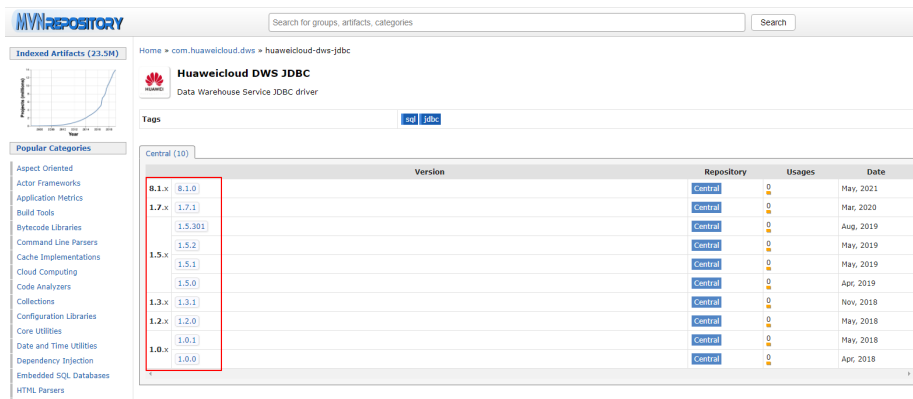 MVNREPOSITORY
Search for groups, artifacts, categories
Search
Indexed Artifacts (23.5M)
Projects (millions)
Year
Popular Categories
Aspect Oriented
Actor Frameworks
Application Metrics
Build Tools
Bytecode Libraries
Command Line Parsers
Cache Implementations
Cloud Computing
Code Analyzers
Collections
Configuration Libraries
Core Utilities
Date and Time Utilities
Dependency Injection
Embedded SQL Databases
HTML Parsers
Home » com.huaweicloud.dws » huaweicloud-dws-jdbc
HUAWEI
Huaweicloud DWS JDBC
Data Warehouse Service JDBC driver
Tags sql jdbc
Central (10)
Version Repository Usages Date
8.1.x 8.1.0 Central 0 May, 2021
1.7.x 1.7.1 Central 0 Mar, 2020
1.5.x 1.5.301 Central 0 Aug, 2019
1.5.2 Central 0 May, 2019
1.5.1 Central 0 May, 2019
1.5.0 Central 0 Apr, 2019
1.3.x 1.3.1 Central 0 Nov, 2018
1.2.x 1.2.0 Central 0 May, 2018
1.0.x 1.0.1 Central 0 May, 2018
1.0.0 Central 0 Apr, 2018